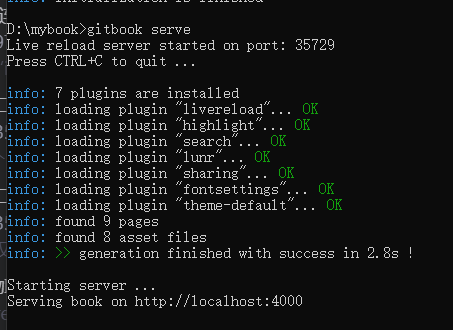 info: initialization is finished
D:\mybook>gitbook serve
Live reload server started on port: 35729
Press CTRL+C to quit ...
info: 7 plugins are installed
info: loading plugin "livereload"... OK
info: loading plugin "highlight"... OK
info: loading plugin "search"... OK
info: loading plugin "lunr"... OK
info: loading plugin "sharing"... OK
info: loading plugin "fontsettings"... OK
info: loading plugin "theme-default"... OK
info: found 9 pages
info: found 8 asset files
info: >> generation finished with success in 2.8s !
Starting server ...
Serving book on http://localhost:4000